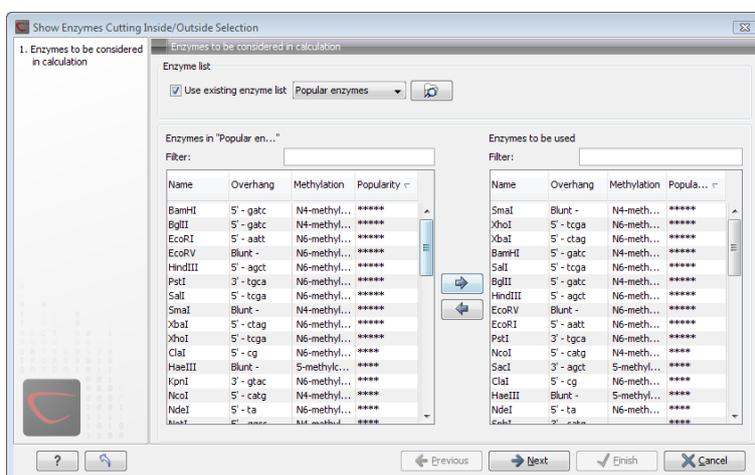 Show Enzymes Cutting Inside/Outside Selection
1. Enzymes to be considered in calculation
Enzymes to be considered in calculation
Enzyme list
Use existing enzyme list Popular enzymes
Enzymes in "Popular en..."
Filter:
Name Overhang Methylation Popularity
BamHI 5' - gatc N4-methyl... *****
BglII 5' - gatc N4-methyl... *****
EcoRI 5' - aatt N6-methyl... *****
EcoRV Blunt - N6-methyl... *****
HindIII 5' - agct N6-methyl... *****
PstI 3' - tgca N6-methyl... *****
SalI 5' - tcga N6-methyl... *****
SmaI Blunt - N4-methyl... *****
XbaI 5' - ctag N6-methyl... *****
XhoI 5' - tcga N6-methyl... *****
ClaI 5' - cg N6-methyl... ****
HaeIII Blunt - 5-methylc... ****
KpnI 3' - gtac N6-methyl... ****
NcoI 5' - catg N4-methyl... ****
NdeI 5' - ta N6-methyl... ****
NotI 5' - ggcc N4-methyl ****
Enzymes to be used
Filter:
Name Overhang Methylation Popula...
SmaI Blunt - N4-meth... *****
XhoI 5' - tcga N6-meth... *****
XbaI 5' - ctag N6-meth... *****
BamHI 5' - gatc N4-meth... *****
SalI 5' - tcga N6-meth... *****
BglII 5' - gatc N4-meth... *****
HindIII 5' - agct N6-meth... *****
EcoRV Blunt - N6-meth... *****
EcoRI 5' - aatt N6-meth... *****
PstI 3' - tgca N6-meth... *****
NcoI 5' - catg N4-meth... ****
SacI 3' - agct 5-methyl... ****
ClaI 5' - cg N6-meth... ****
HaeIII Blunt - 5-methyl... ****
NdeI 5' - ta N6-meth... ****
SphI 3' - catg ****
? Previous Next Finish Cancel